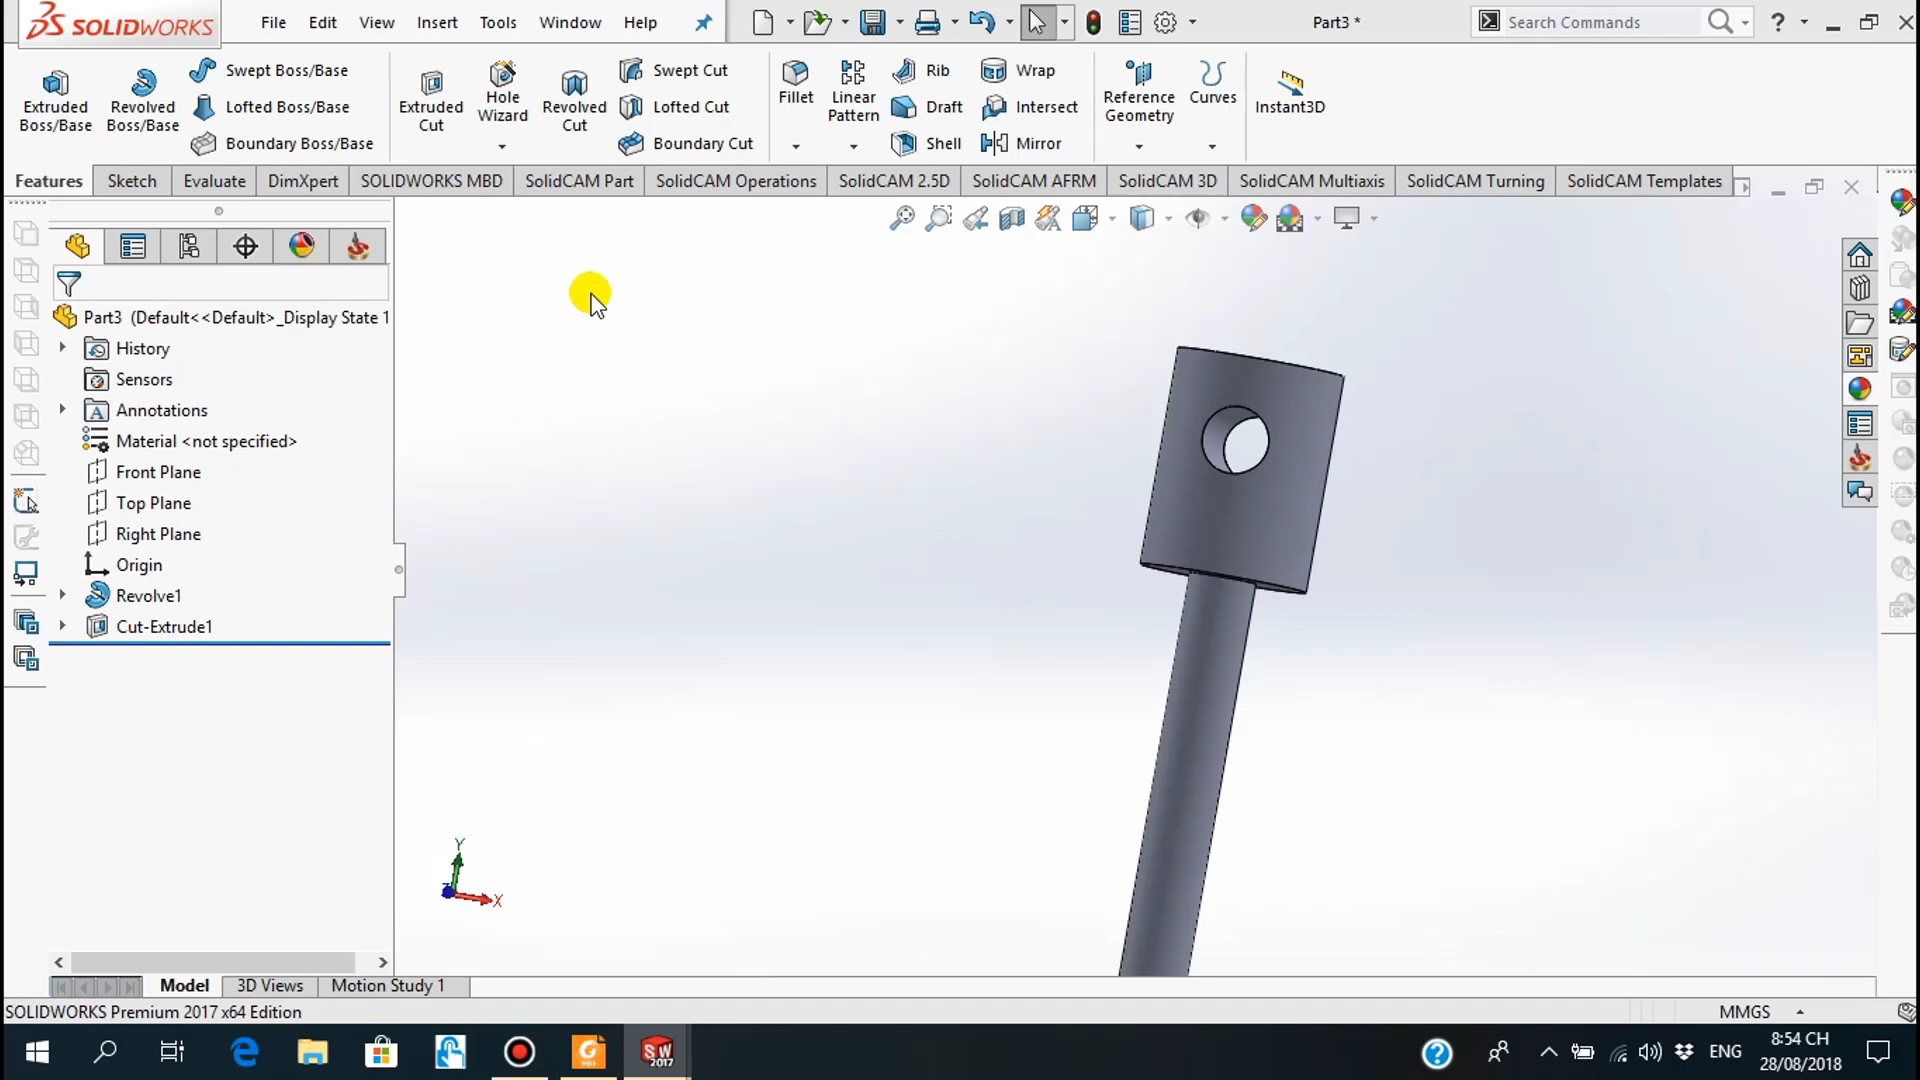 SOLIDWORKS File Edit View Insert Tools Window Help Part3 * Search Commands ?
Extruded Boss/Base
Revolved Boss/Base
Swept Boss/Base
Lofted Boss/Base
Boundary Boss/Base
Extruded Cut
Hole Wizard
Revolved Cut
Swept Cut
Lofted Cut
Boundary Cut
Fillet
Linear Pattern
Rib
Draft
Shell
Wrap
Intersect
Mirror
Reference Geometry
Curves
Instant3D
Features Sketch Evaluate DimXpert SOLIDWORKS MBD SolidCAM Part SolidCAM Operations SolidCAM 2.5D SolidCAM AFRM SolidCAM 3D SolidCAM Multiaxis SolidCAM Turning SolidCAM Templates
Part3 (Default<<Default>_Display State 1
History
Sensors
Annotations
Material <not specified>
Front Plane
Top Plane
Right Plane
Origin
Revolve1
Cut-Extrude1
Y
Z
X
Model 3D Views Motion Study 1
SOLIDWORKS Premium 2017 x64 Edition MMGS
ENG 8:54 CH
28/08/2018